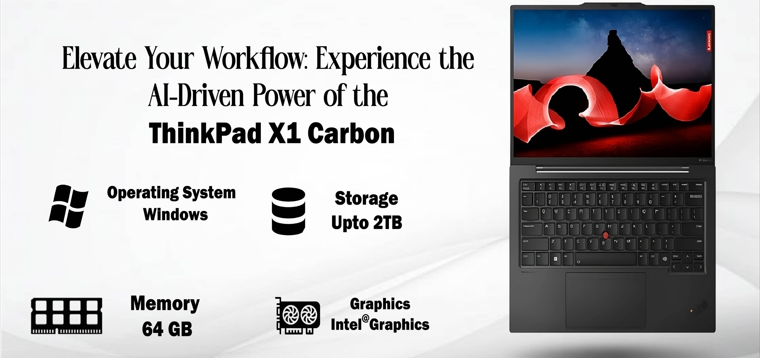 Elevate Your Workflow: Experience the
AI-Driven Power of the
ThinkPad X1 Carbon
Operating System
Windows
Storage
Upto 2TB
Memory
64 GB
Graphics
Intel®Graphics
Lenovo